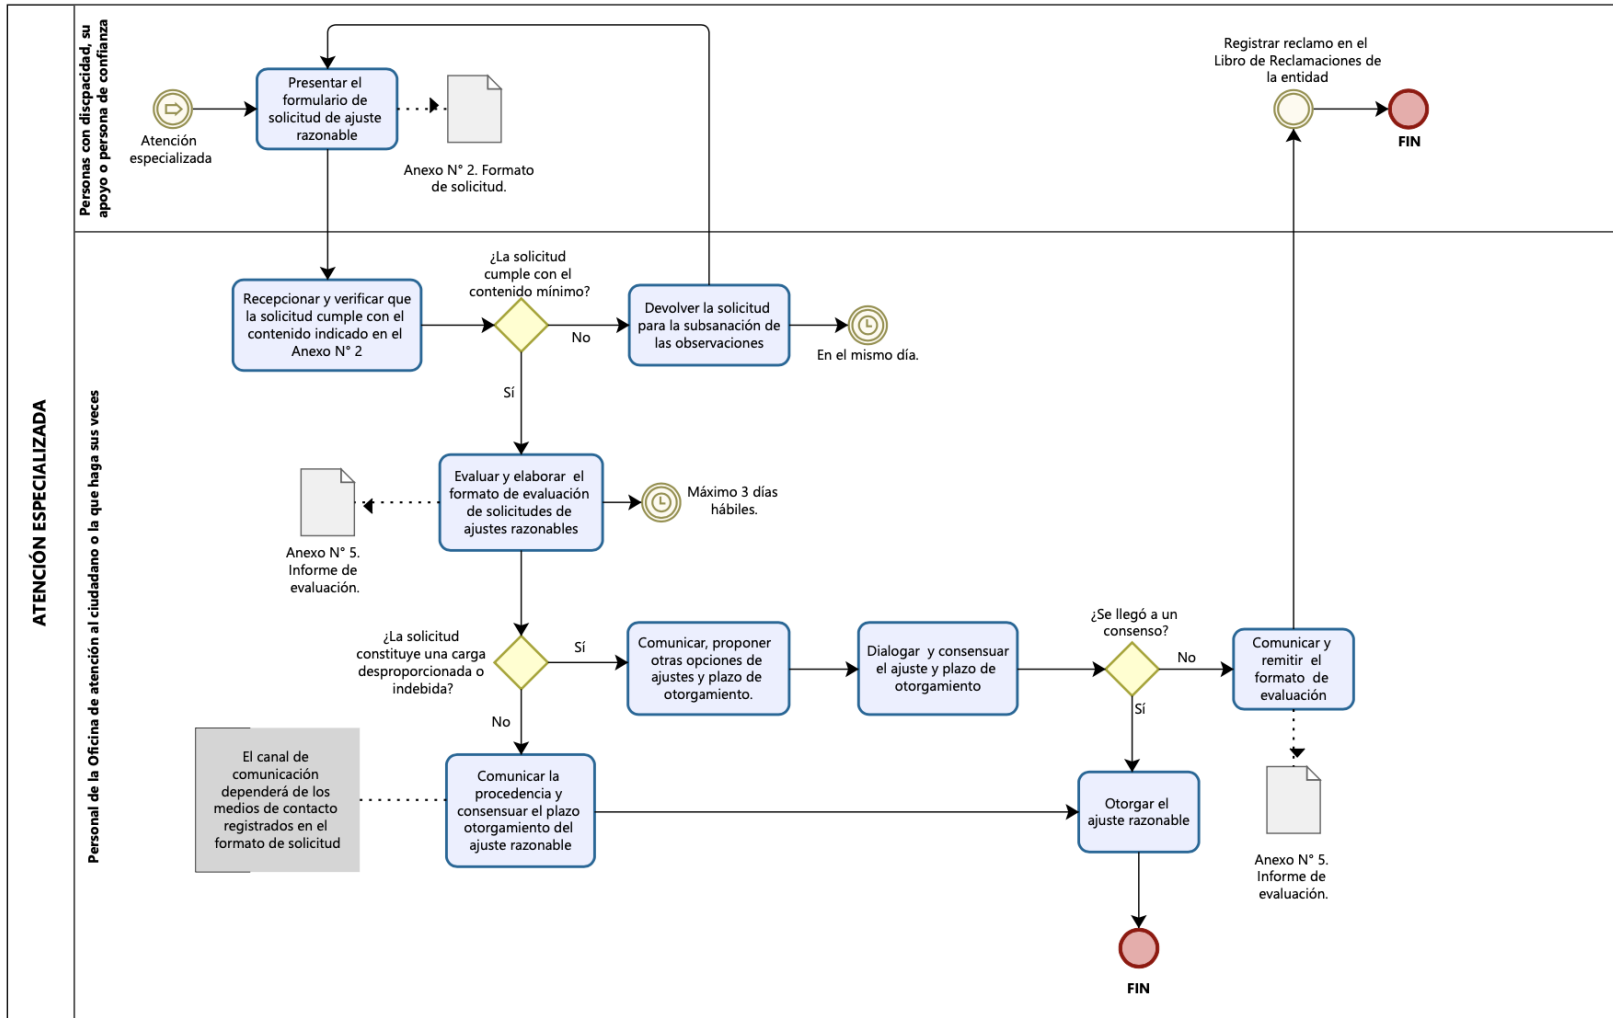 ATENCIÓN ESPECIALIZADA
Personas con discpacidad, su
apoyo o persona de confianza
Atención
especializada
Presentar el
formulario de
solicitud de ajuste
razonable
Anexo N° 2. Formato
de solicitud.
Registrar reclamo en el
Libro de Reclamaciones de
la entidad
FIN
Personal de la Oficina de atención al ciudadano o la que haga sus veces
Recepcionar y verificar que
la solicitud cumple con el
contenido indicado en el
Anexo N° 2
¿La solicitud
cumple con el
contenido mínimo?
No
Sí
Devolver la solicitud
para la subsanación de
las observaciones
En el mismo día.
Evaluar y elaborar el
formato de evaluación
de solicitudes de
ajustes razonables
Máximo 3 días
hábiles.
Anexo N° 5.
Informe de
evaluación.
¿La solicitud
constituye una carga
desproporcionada o
indebida?
Sí
No
Comunicar, proponer
otras opciones de
ajustes y plazo de
otorgamiento.
Dialogar y consensuar
el ajuste y plazo de
otorgamiento
¿Se llegó a un
consenso?
No
Sí
Comunicar y
remitir el
formato de
evaluación
El canal de
comunicación
dependerá de los
medios de contacto
registrados en el
formato de solicitud
Comunicar la
procedencia y
consensuar el plazo
otorgamiento del
ajuste razonable
Otorgar el
ajuste razonable
Anexo N° 5.
Informe de
evaluación.
FIN